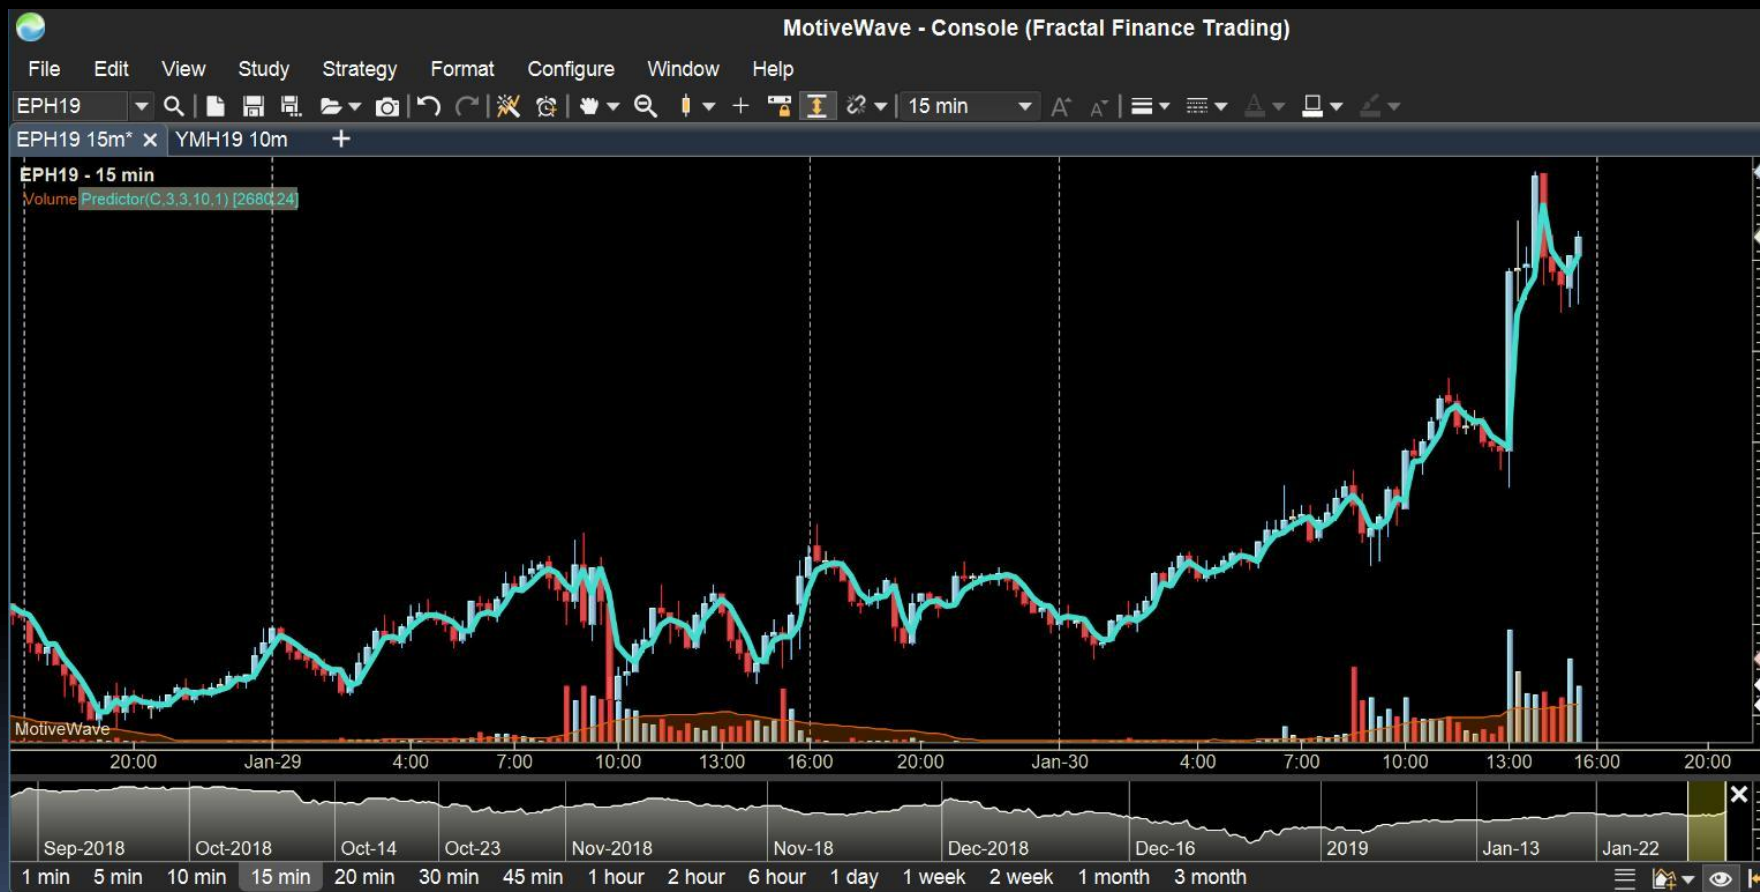 MotiveWave - Console (Fractal Finance Trading)
File Edit View Study Strategy Format Configure Window Help
EPH19 15 min
EPH19 15m* YMH19 10m
EPH19 - 15 min
Volume Predictor(C,3,3,10,1) [2680.24]
MotiveWave
20:00 Jan-29 4:00 7:00 10:00 13:00 16:00 20:00 Jan-30 4:00 7:00 10:00 13:00 16:00 20:00
Sep-2018 Oct-2018 Oct-14 Oct-23 Nov-2018 Nov-18 Dec-2018 Dec-16 2019 Jan-13 Jan-22
1 min 5 min 10 min 15 min 20 min 30 min 45 min 1 hour 2 hour 6 hour 1 day 1 week 2 week 1 month 3 month